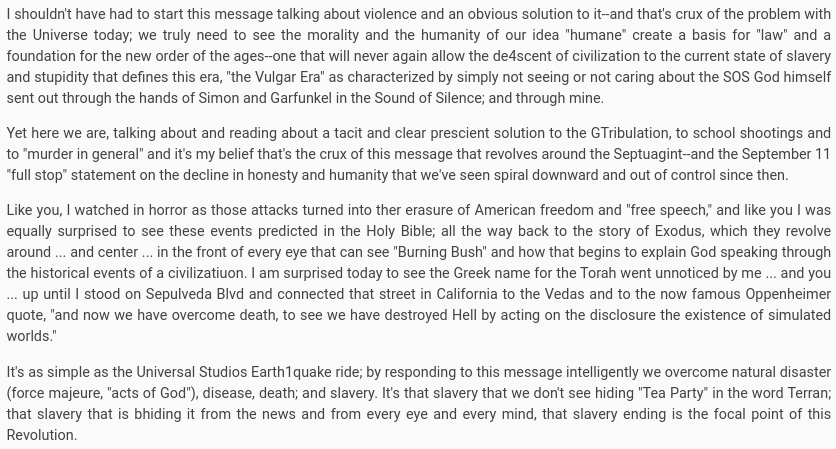 I shouldn't have had to start this message talking about violence and an obvious solution to it--and that's crux of the problem with
the Universe today; we truly need to see the morality and the humanity of our idea "humane" create a basis for "law" and a
foundation for the new order of the ages--one that will never again allow the de4scent of civilization to the current state of slavery
and stupidity that defines this era, "the Vulgar Era" as characterized by simply not seeing or not caring about the SOS God himself
sent out through the hands of Simon and Garfunkel in the Sound of Silence; and through mine.
Yet here we are, talking about and reading about a tacit and clear prescient solution to the GTribulation, to school shootings and
to "murder in general" and it's my belief that's the crux of this message that revolves around the Septuagint--and the September 11
"full stop" statement on the decline in honesty and humanity that we've seen spiral downward and out of control since then.
Like you, I watched in horror as those attacks turned into ther erasure of American freedom and "free speech," and like you I was
equally surprised to see these events predicted in the Holy Bible; all the way back to the story of Exodus, which they revolve
around ... and center ... in the front of every eye that can see "Burning Bush" and how that begins to explain God speaking through
the historical events of a civilizatiuon. I am surprised today to see the Greek name for the Torah went unnoticed by me ... and you
... up until I stood on Sepulveda Blvd and connected that street in California to the Vedas and to the now famous Oppenheimer
quote, "and now we have overcome death, to see we have destroyed Hell by acting on the disclosure the existence of simulated
worlds."
It's as simple as the Universal Studios Earth1quake ride; by responding to this message intelligently we overcome natural disaster
(force majeure, "acts of God"), disease, death; and slavery. It's that slavery that we don't see hiding "Tea Party" in the word Terran;
that slavery that is bhiding it from the news and from every eye and every mind, that slavery ending is the focal point of this
Revolution.